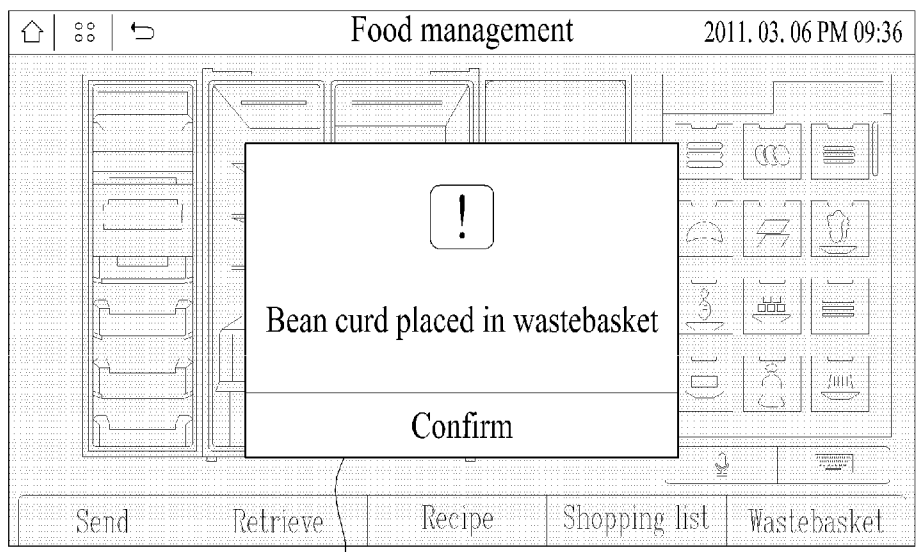 Food management
2011. 03. 06 PM 09:36
!
Bean curd placed in wastebasket
Confirm
Send Retrieve Recipe Shopping list Wastebasket